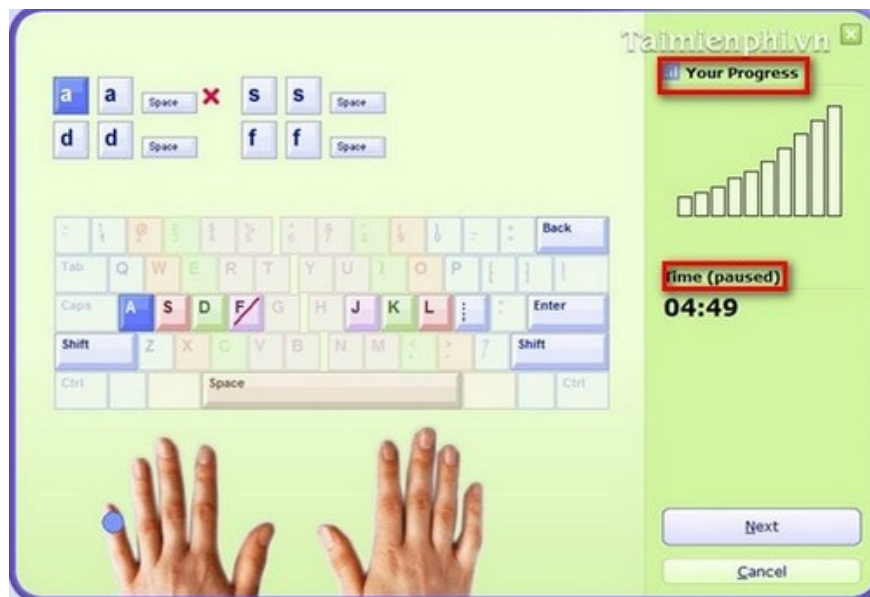 Taimienphi.vn
Your Progress
a a Space s s Space
d d Space f f Space
Back
Tab Q W E R T Y U I O P
Caps A S D F G H J K L ; Enter
Shift Z X C V B N M Shift
Ctrl Space Ctrl
Time (paused)
04:49
Next
Cancel